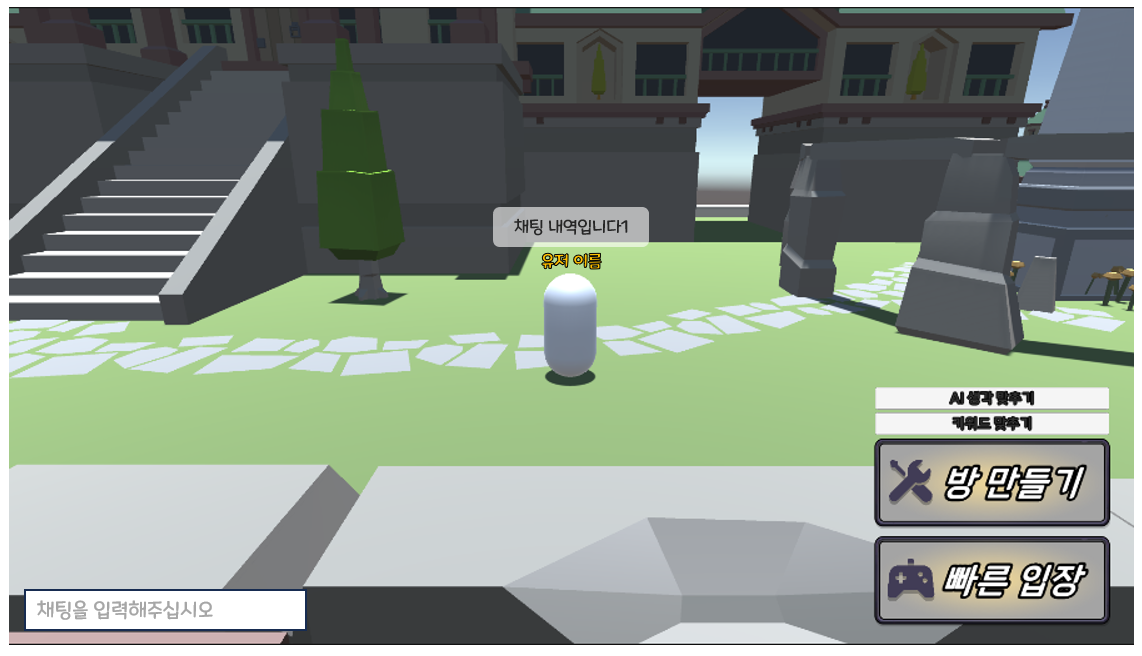 채팅 내역입니다1
유저 이름
AI 생각 맞추기
키워드 맞추기
방 만들기
빠른 입장
채팅을 입력해주십시오